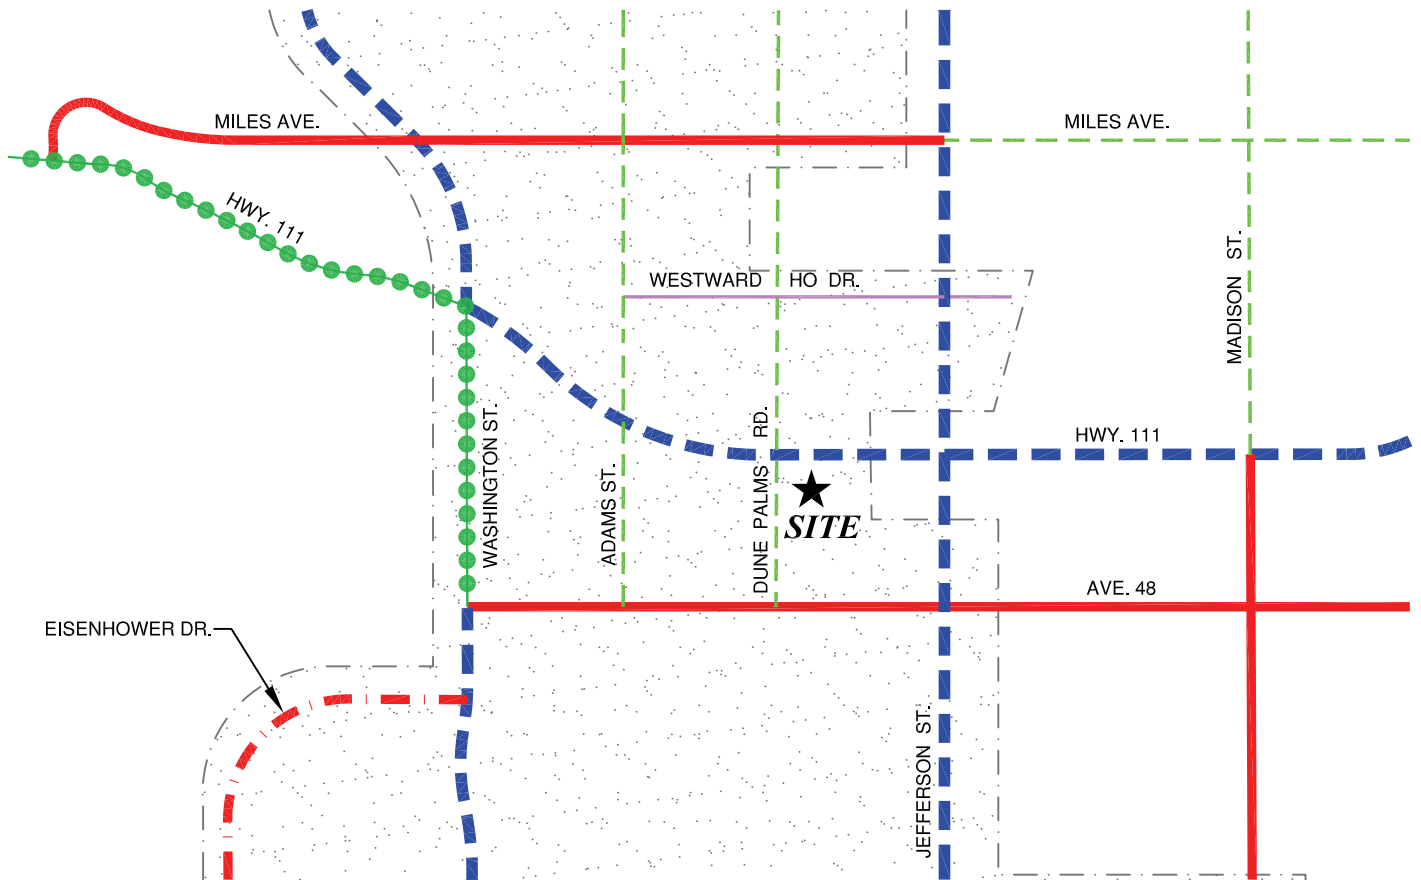 MILES AVE.
MILES AVE.
HWY. 111
MADISON ST.
WESTWARD HO DR.
WASHINGTON ST.
ADAMS ST.
DUNE PALMS RD.
HWY. 111
SITE
AVE. 48
EISENHOWER DR.
JEFFERSON ST.